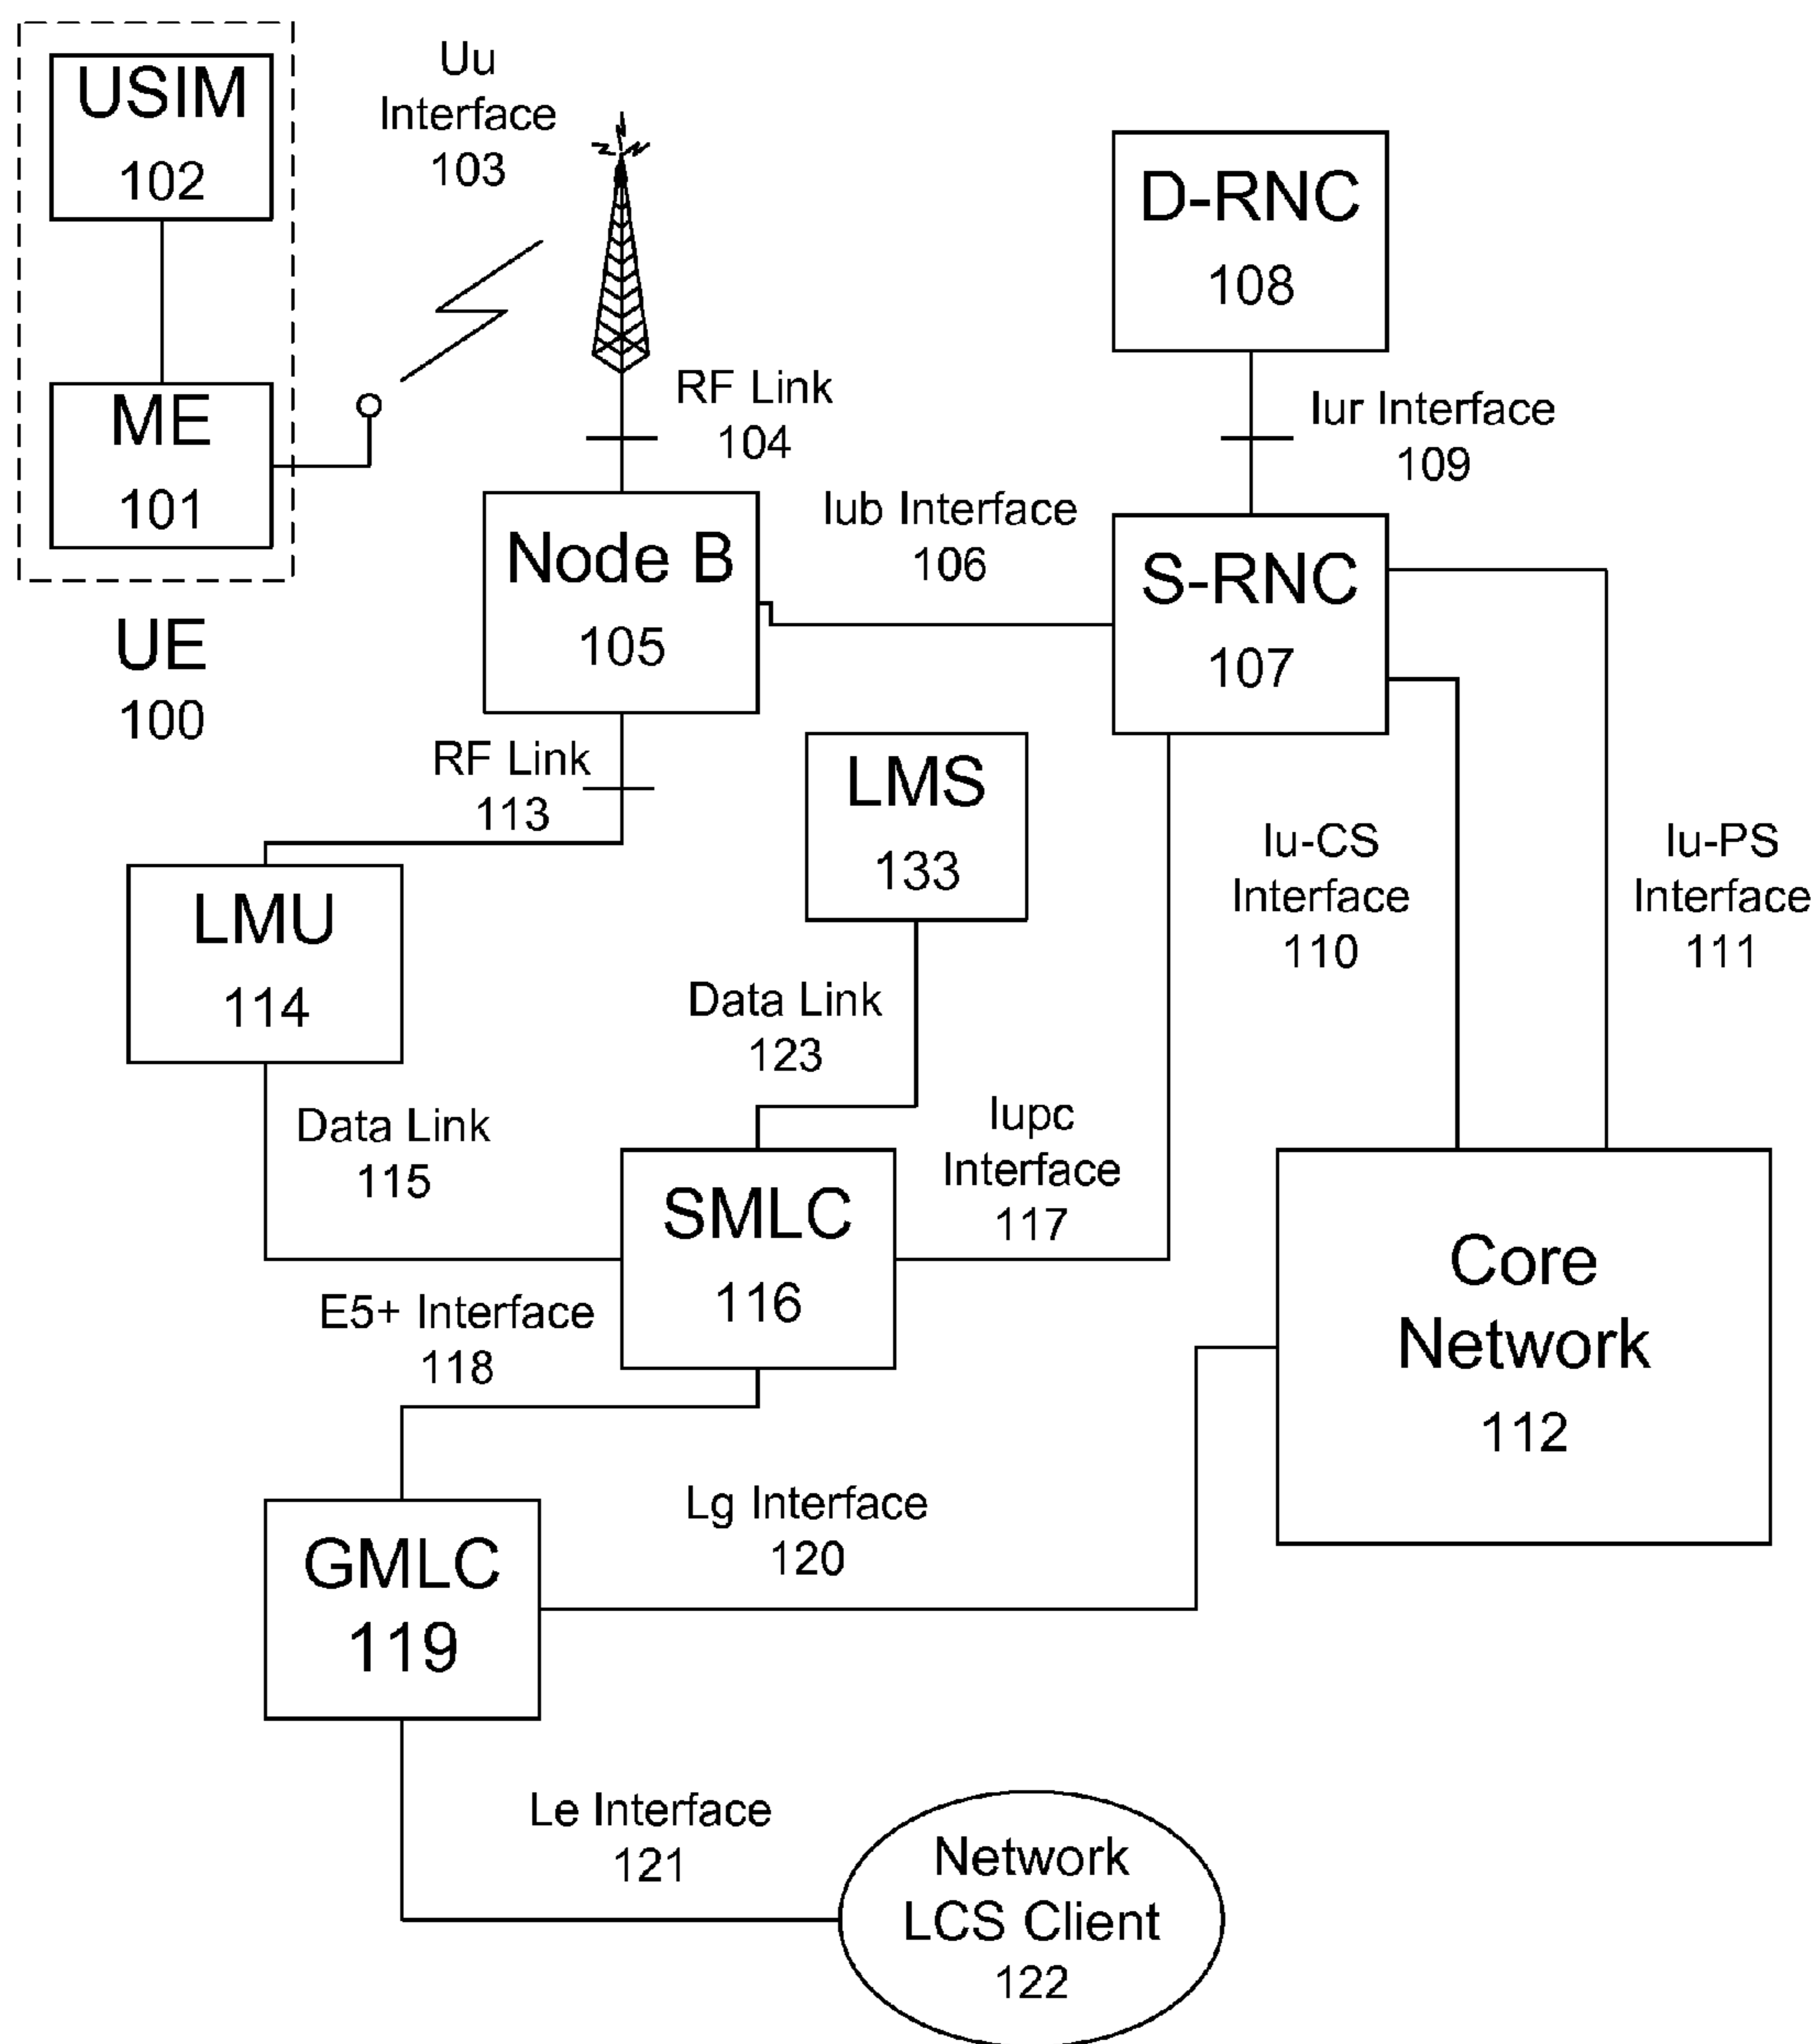 USIM
102
ME
101
UE
100
Uu
Interface
103
RF Link
104
Node B
105
Iub Interface
106
D-RNC
108
Iur Interface
109
S-RNC
107
RF Link
113
LMS
133
LMU
114
Data Link
123
Iu-CS
Interface
110
Iu-PS
Interface
111
Data Link
115
Iupc
Interface
117
SMLC
116
E5+ Interface
118
Core
Network
112
GMLC
119
Lg Interface
120
Le Interface
121
Network
LCS Client
122